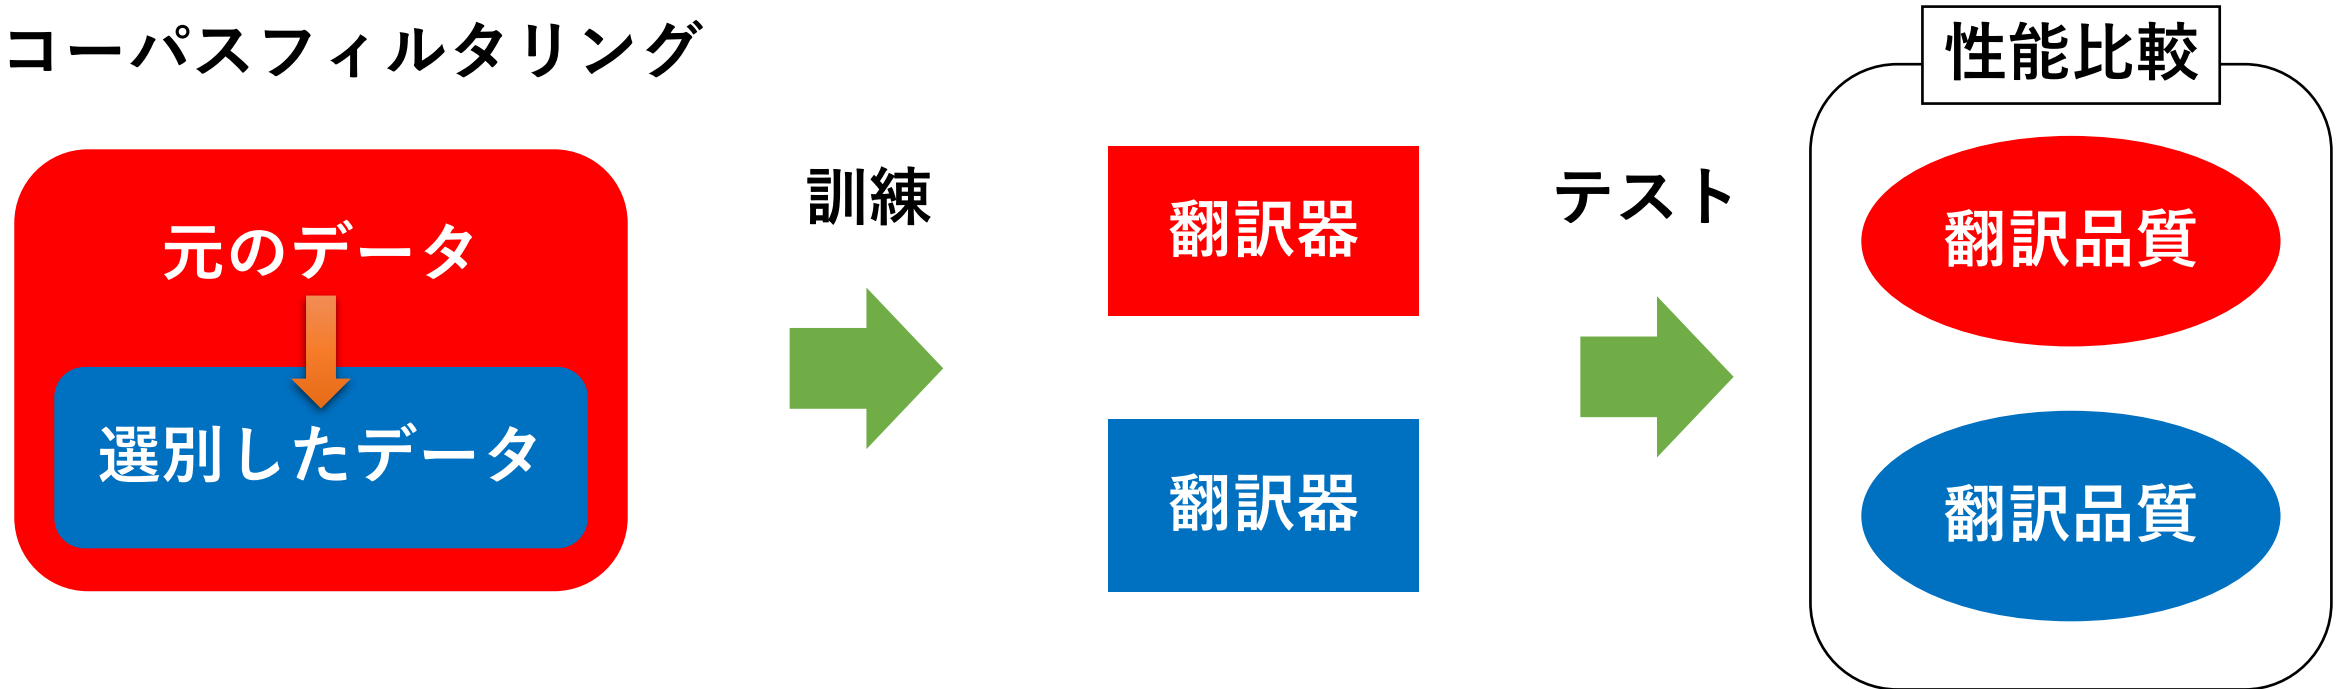 コーパスフィルタリング
元のデータ
選別したデータ
訓練
翻訳器
翻訳器
テスト
性能比較
翻訳品質
翻訳品質